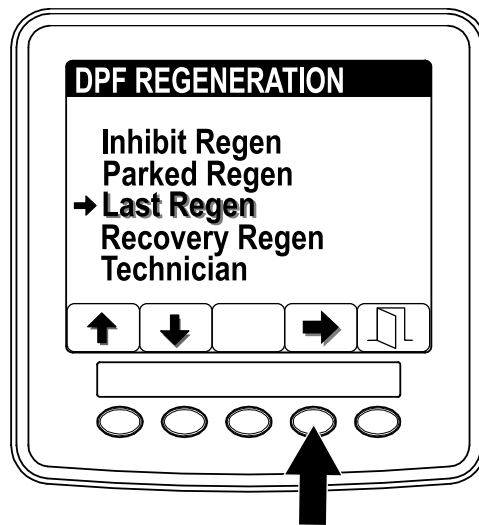 DPF REGENERATION
Inhibit Regen
Parked Regen
Last Regen
Recovery Regen
Technician